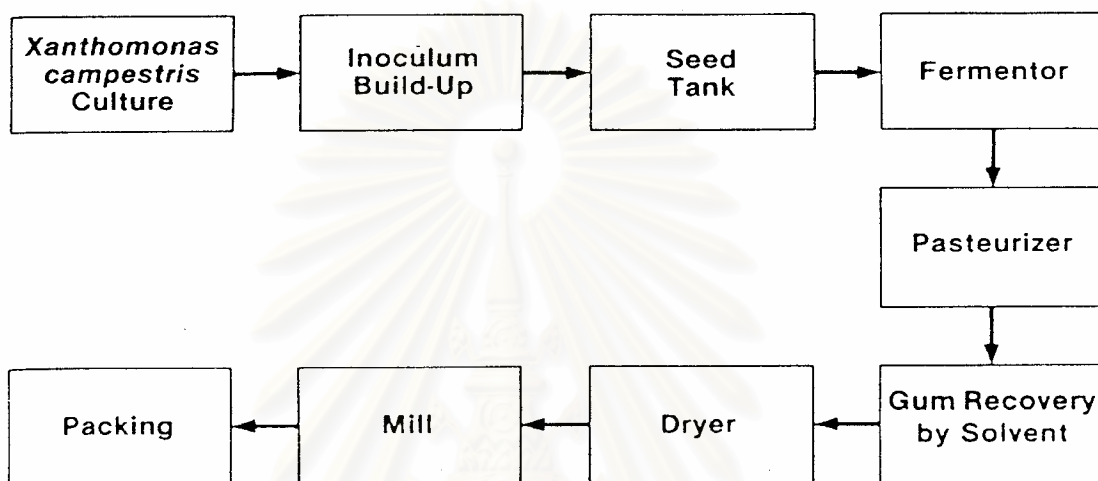 Xanthomonas
campestris
Culture
Inoculum
Build-Up
Seed
Tank
Fermentor
Pasteurizer
Gum Recovery
by Solvent
Dryer
Mill
Packing